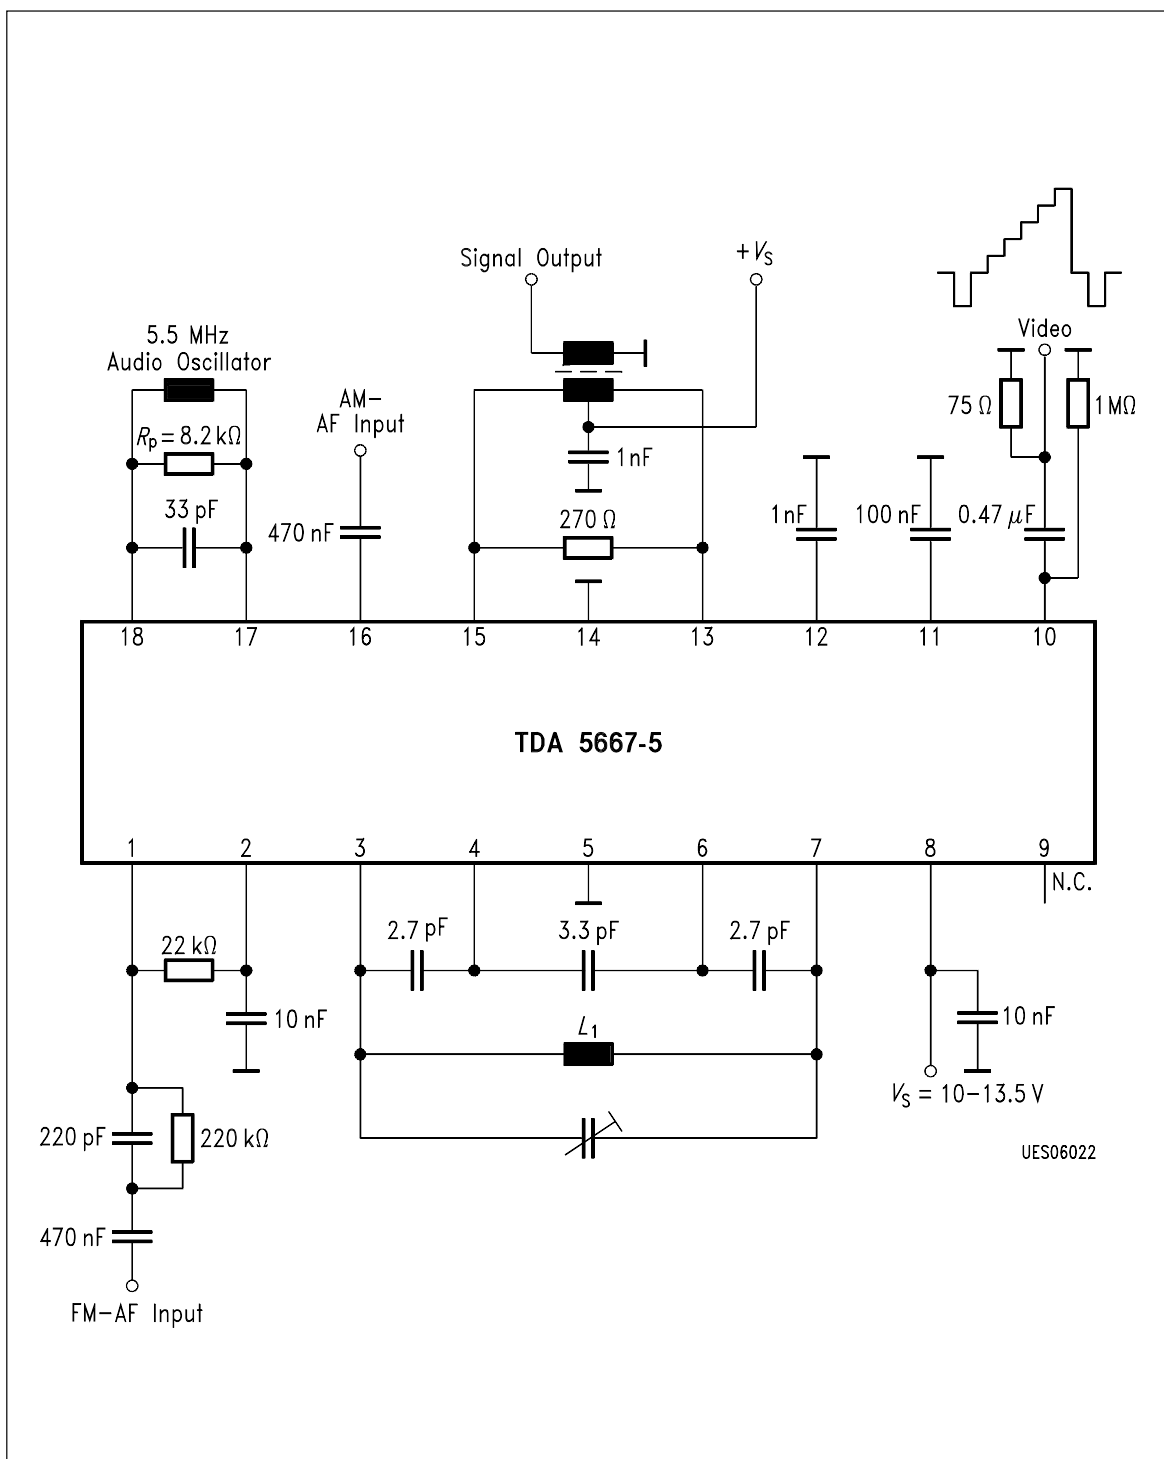 Signal Output
+VS
5.5 MHz
Audio Oscillator
Video
AM–
AF Input
75 Ω
1 MΩ
Rp = 8.2 kΩ
1 nF
33 pF
470 nF
270 Ω
1 nF
100 nF
0.47 µF
18 17 16 15 14 13 12 11 10
TDA 5667-5
1 2 3 4 5 6 7 8 9
N.C.
2.7 pF
3.3 pF
2.7 pF
22 kΩ
10 nF
L1
10 nF
VS = 10–13.5 V
220 pF
220 kΩ
UES06022
470 nF
FM–AF Input